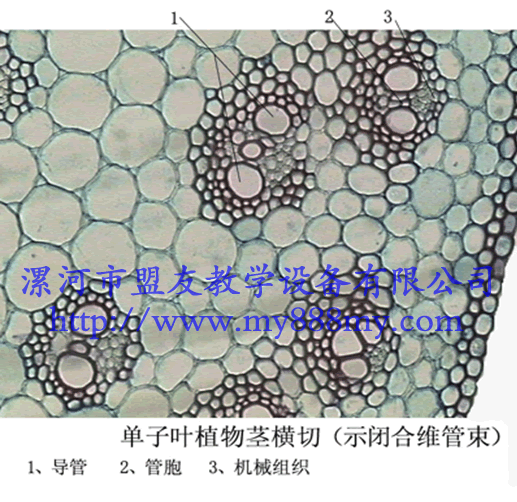 1 2 3
漯河市盟友教学设备有限公司
http://www.my888my.com
单子叶植物茎横切（示闭合维管束）
1、导管 2、管胞 3、机械组织